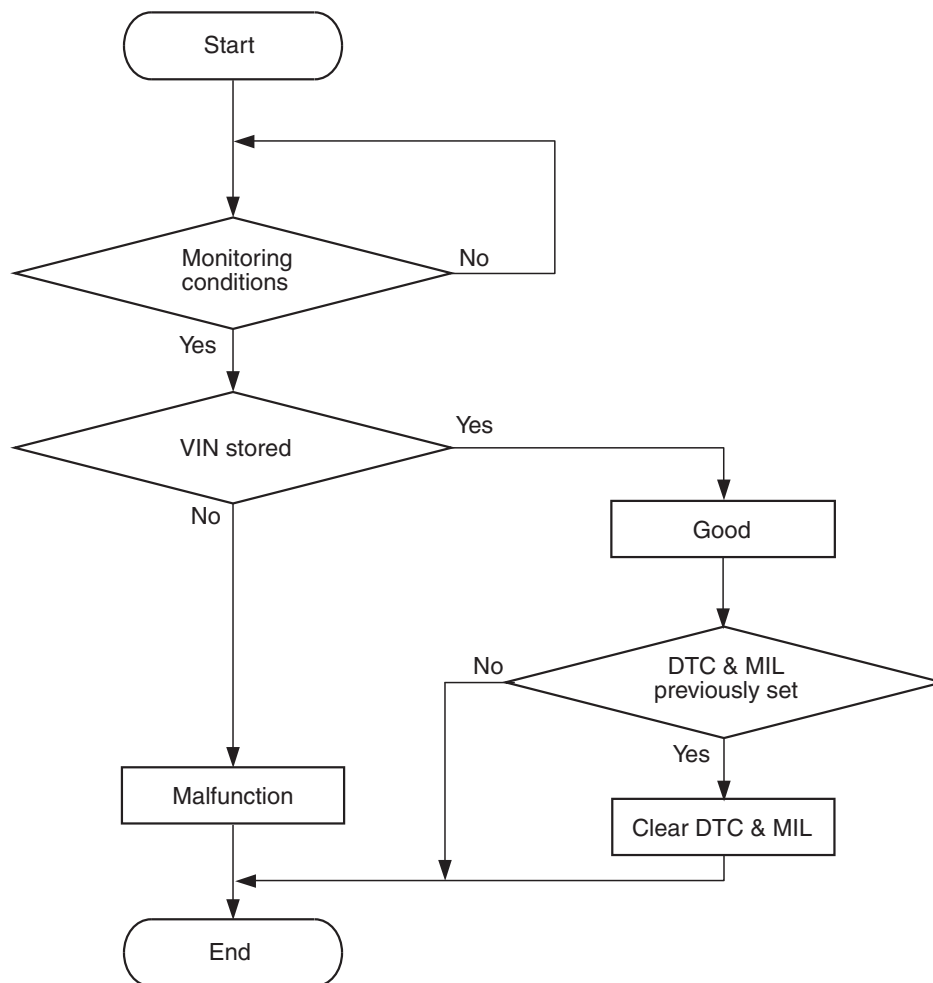 Start
Monitoring
conditions
No
Yes
VIN stored
Yes
No
Good
DTC & MIL
previously set
No
Yes
Malfunction
Clear DTC & MIL
End